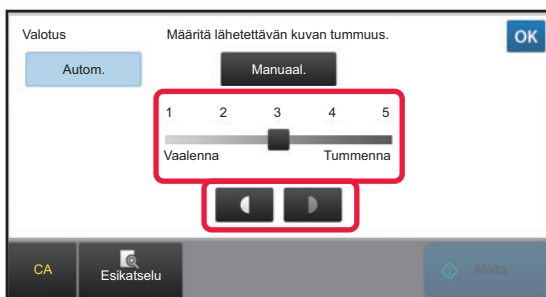 Valotus
Määritä lähetettävän kuvan tummuus.
OK
Autom.
Manuaal.
1 2 3 4 5
Vaalenna Tummenna
CA
Esikatselu
Aloita